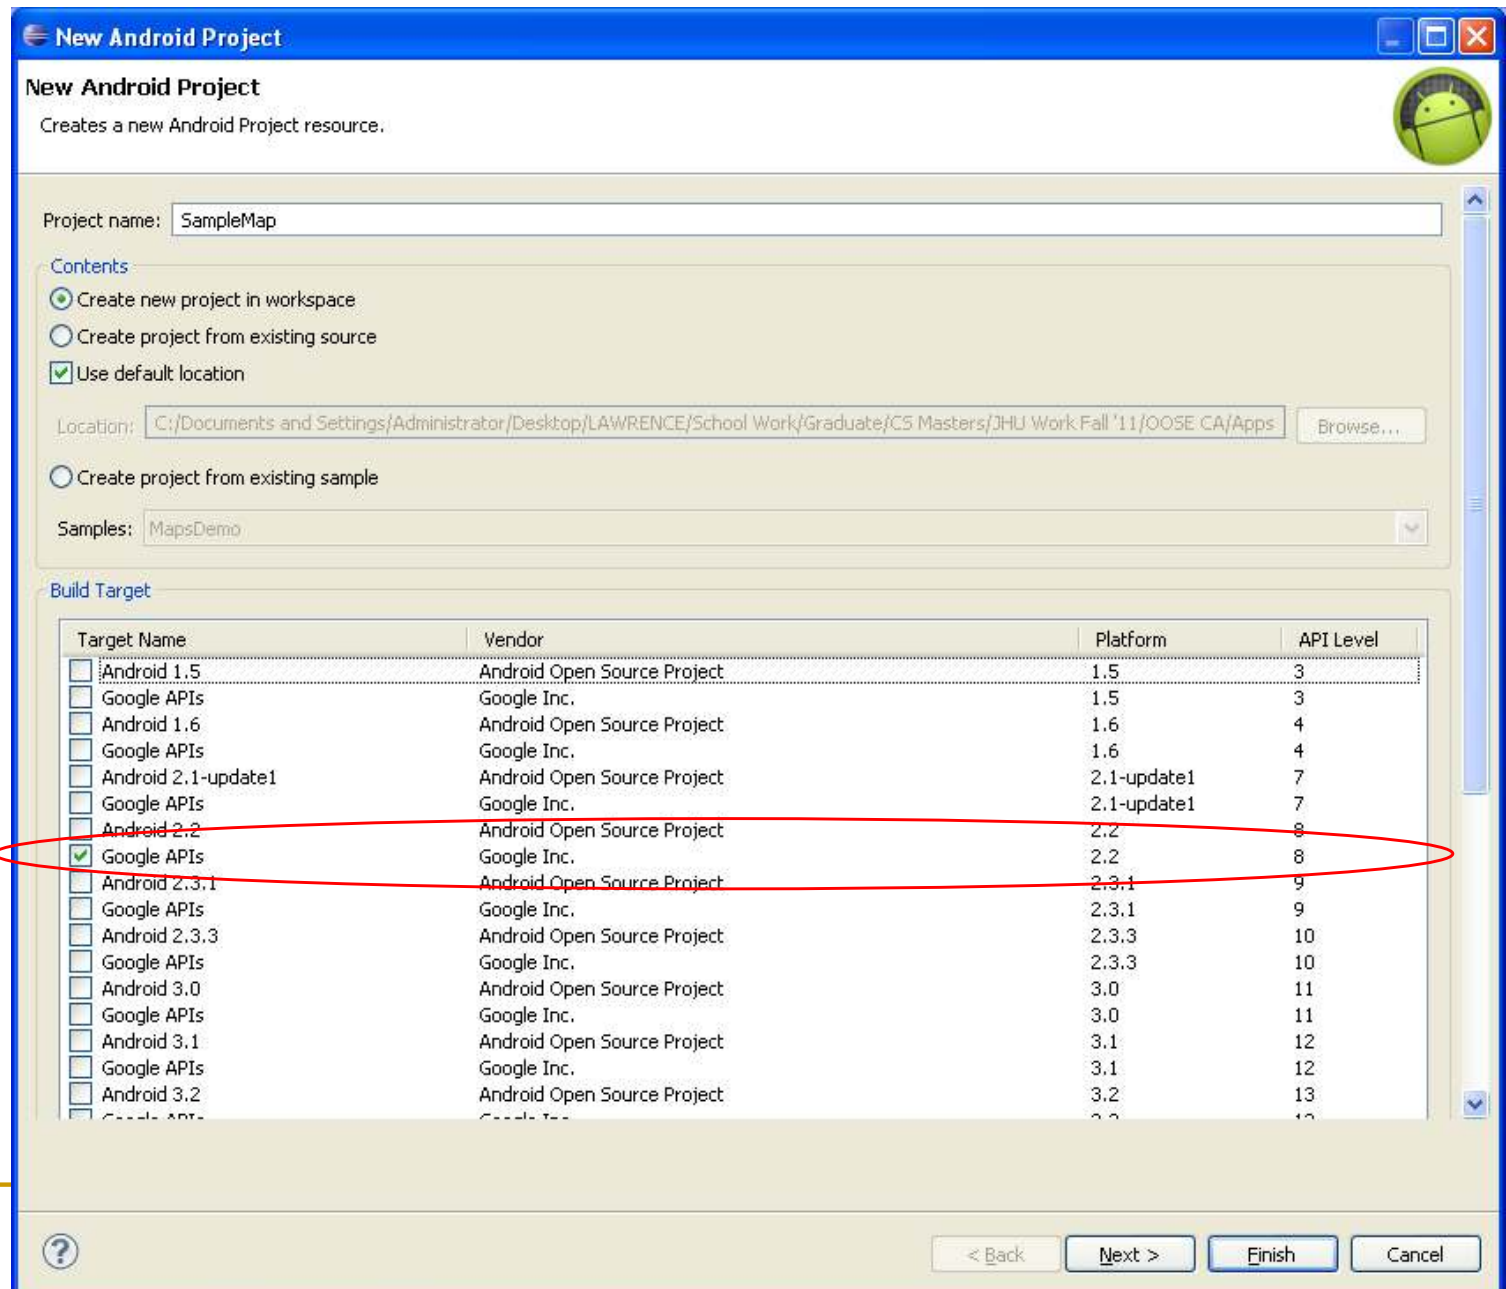 New Android Project
New Android Project
Creates a new Android Project resource.
Project name: SampleMap
Contents
Create new project in workspace
Create project from existing source
Use default location
Location: C:/Documents and Settings/Administrator/Desktop/LAWRENCE/School Work/Graduate/CS Masters/JHU Work Fall '11/OOSE CA/Apps Browse...
Create project from existing sample
Samples: MapsDemo
Build Target
Target Name Vendor Platform API Level
Android 1.5 Android Open Source Project 1.5 3
Google APIs Google Inc. 1.5 3
Android 1.6 Android Open Source Project 1.6 4
Google APIs Google Inc. 1.6 4
Android 2.1-update1 Android Open Source Project 2.1-update1 7
Google APIs Google Inc. 2.1-update1 7
Android 2.2 Android Open Source Project 2.2 8
Google APIs Google Inc. 2.2 8
Android 2.3.1 Android Open Source Project 2.3.1 9
Google APIs Google Inc. 2.3.1 9
Android 2.3.3 Android Open Source Project 2.3.3 10
Google APIs Google Inc. 2.3.3 10
Android 3.0 Android Open Source Project 3.0 11
Google APIs Google Inc. 3.0 11
Android 3.1 Android Open Source Project 3.1 12
Google APIs Google Inc. 3.1 12
Android 3.2 Android Open Source Project 3.2 13
? < Back Next > Finish Cancel